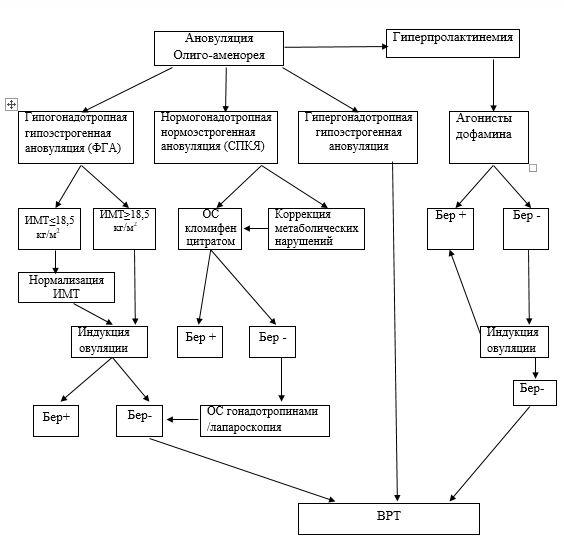 Ановуляция
Олиго-аменорея
Гиперпролактинемия
Гипогонадотропная
гипоэстрогенная
ановуляция (ФГА)
Нормогонадотропная
нормоэстрогенная
ановуляция (СПКЯ)
Гипергонадотропная
гипоэстрогенная
ановуляция
Агонисты
дофамина
ИМТ≤18,5
кг/м²
ИМТ≥18,5
кг/м²
ОС
кломифен
цитратом
Коррекция
метаболических
нарушений
Бер +
Бер -
Нормализация
ИМТ
Индукция
овуляции
Бер +
Бер -
Индукция
овуляции
Бер+
Бер-
ОС гонадотропинами
/лапароскопия
Бер-
ВРТ